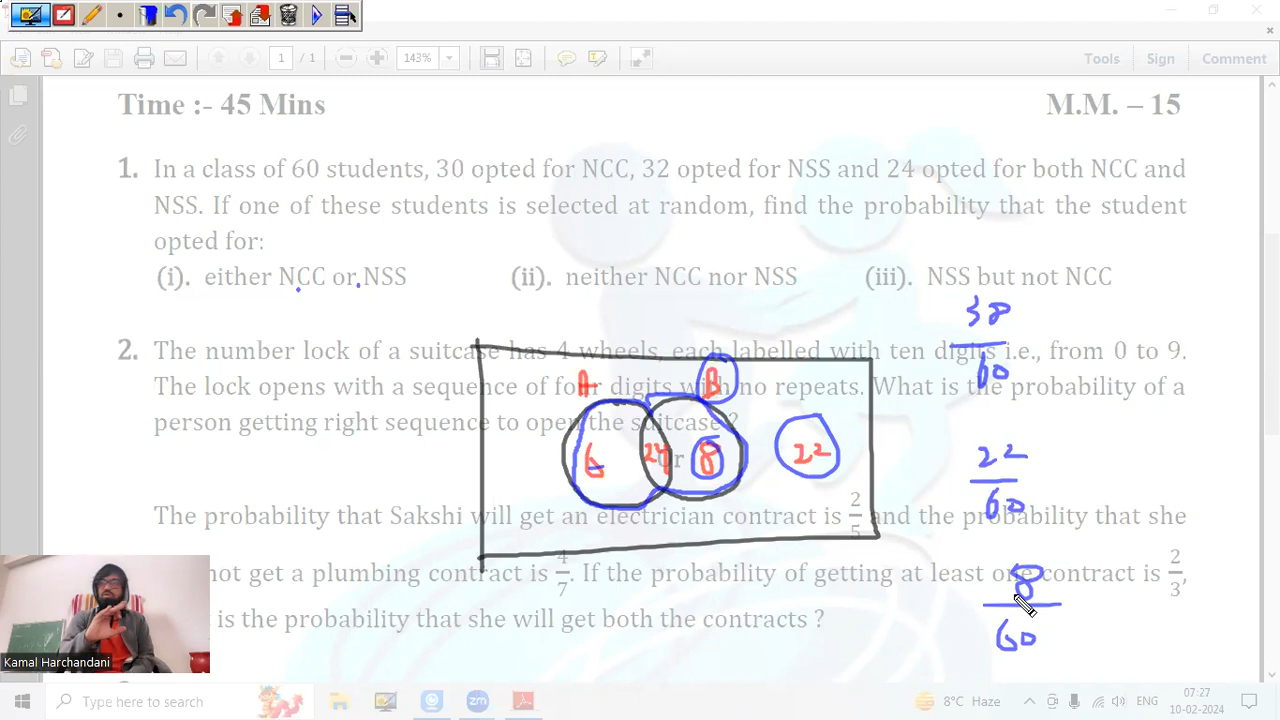 143%
1 / 1
Tools
Sign
Comment
Time :- 45 Mins
M.M. – 15
1. In a class of 60 students, 30 opted for NCC, 32 opted for NSS and 24 opted for both NCC and
NSS. If one of these students is selected at random, find the probability that the student
opted for:
(i). either NCC or NSS (ii). neither NCC nor NSS (iii). NSS but not NCC
38
60
2. The number lock of a suitcase has 4 wheels, each labelled with ten digits i.e., from 0 to 9.
The lock opens with a sequence of four digits with no repeats. What is the probability of a
person getting right sequence to open the suitcase ?
A B
6 24 8 22
Or
22
60
The probability that Sakshi will get an electrician contract is 2/5 and the probability that she
not get a plumbing contract is 4/7. If the probability of getting at least one contract is 2/3,
is the probability that she will get both the contracts ?
8
60
Kamal Harchandani
Type here to search
8°C Haze
ENG
07:27
10-02-2024